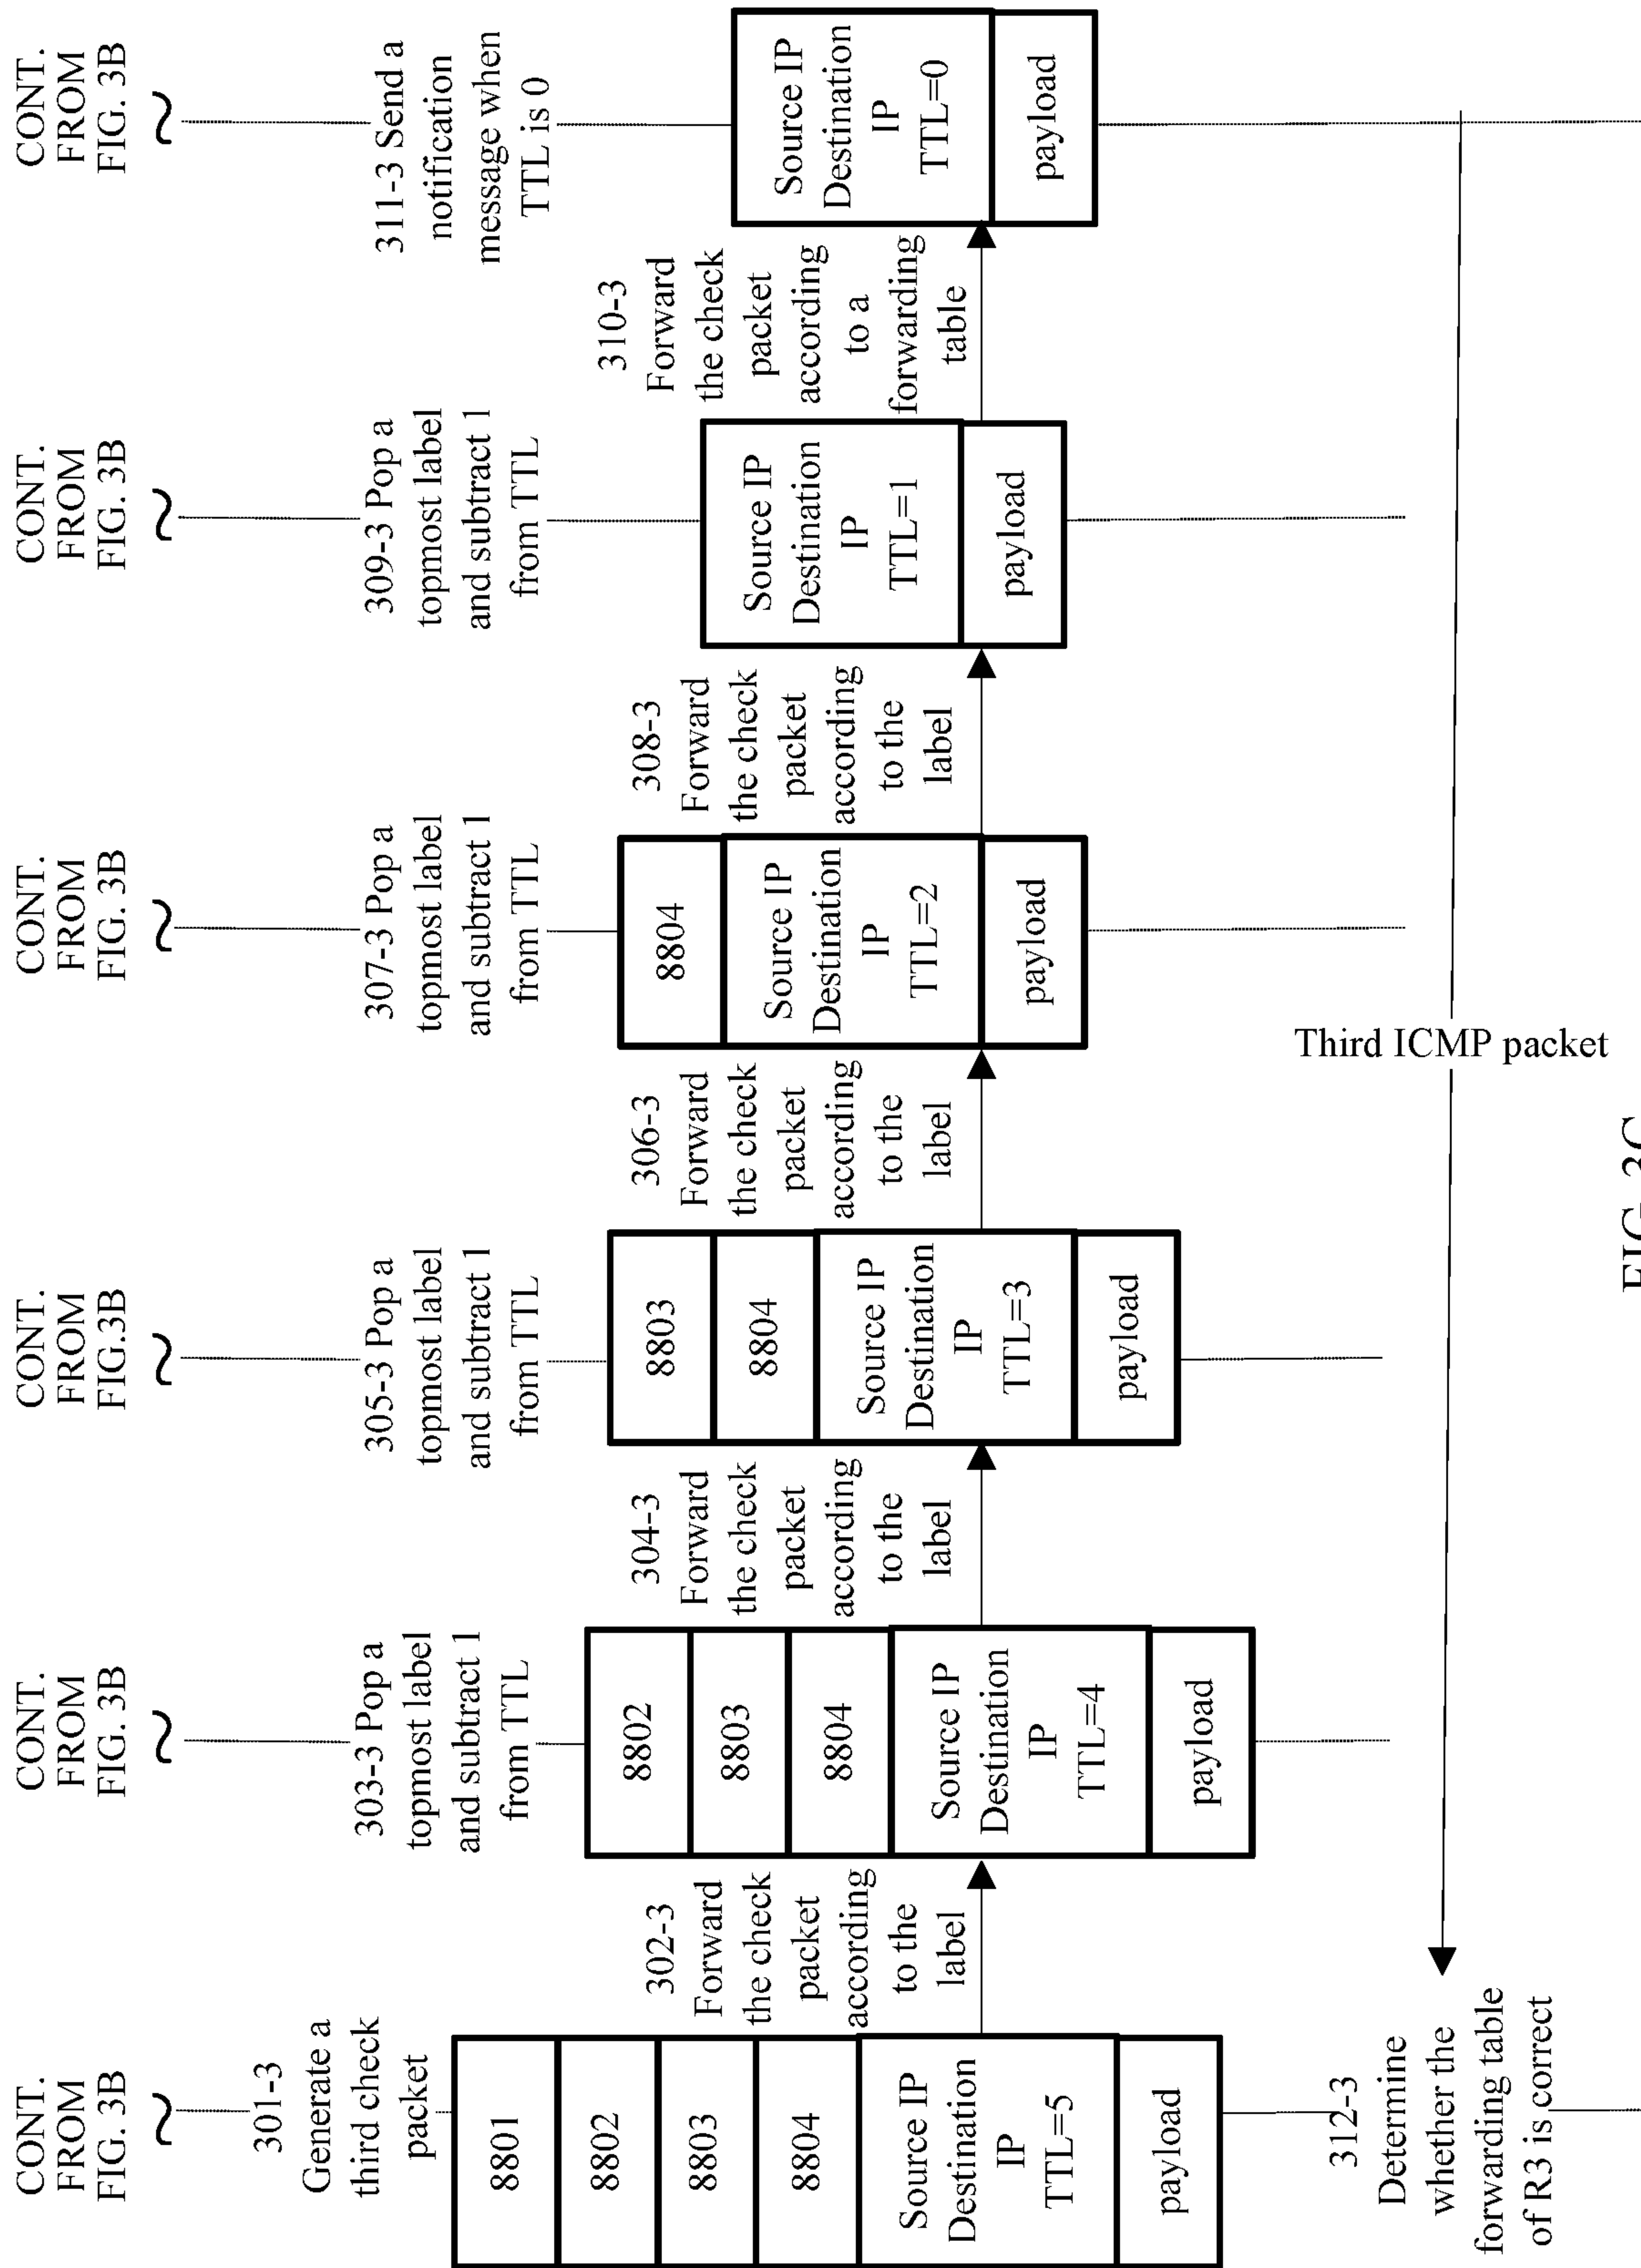 CONT.
FROM
FIG. 3B
301-3
Generate a
third check
packet
8801
8802
8803
8804
Source IP
Destination
IP
TTL=5
payload
312-3
Determine
whether the
forwarding table
of R3 is correct
302-3
Forward
the check
packet
according
to the
label
CONT.
FROM
FIG. 3B
303-3 Pop a
topmost label
and subtract 1
from TTL
8802
8803
8804
Source IP
Destination
IP
TTL=4
payload
304-3
Forward
the check
packet
according
to the
label
CONT.
FROM
FIG.3B
305-3 Pop a
topmost label
and subtract 1
from TTL
8803
8804
Source IP
Destination
IP
TTL=3
payload
306-3
Forward
the check
packet
according
to the
label
CONT.
FROM
FIG. 3B
307-3 Pop a
topmost label
and subtract 1
from TTL
8804
Source IP
Destination
IP
TTL=2
payload
308-3
Forward
the check
packet
according
to the
label
CONT.
FROM
FIG. 3B
309-3 Pop a
topmost label
and subtract 1
from TTL
Source IP
Destination
IP
TTL=1
payload
310-3
Forward
the check
packet
according
to a
forwarding
table
CONT.
FROM
FIG. 3B
311-3 Send a
notification
message when
TTL is 0
Source IP
Destination
IP
TTL=0
payload
Third ICMP packet
FIG. 3C